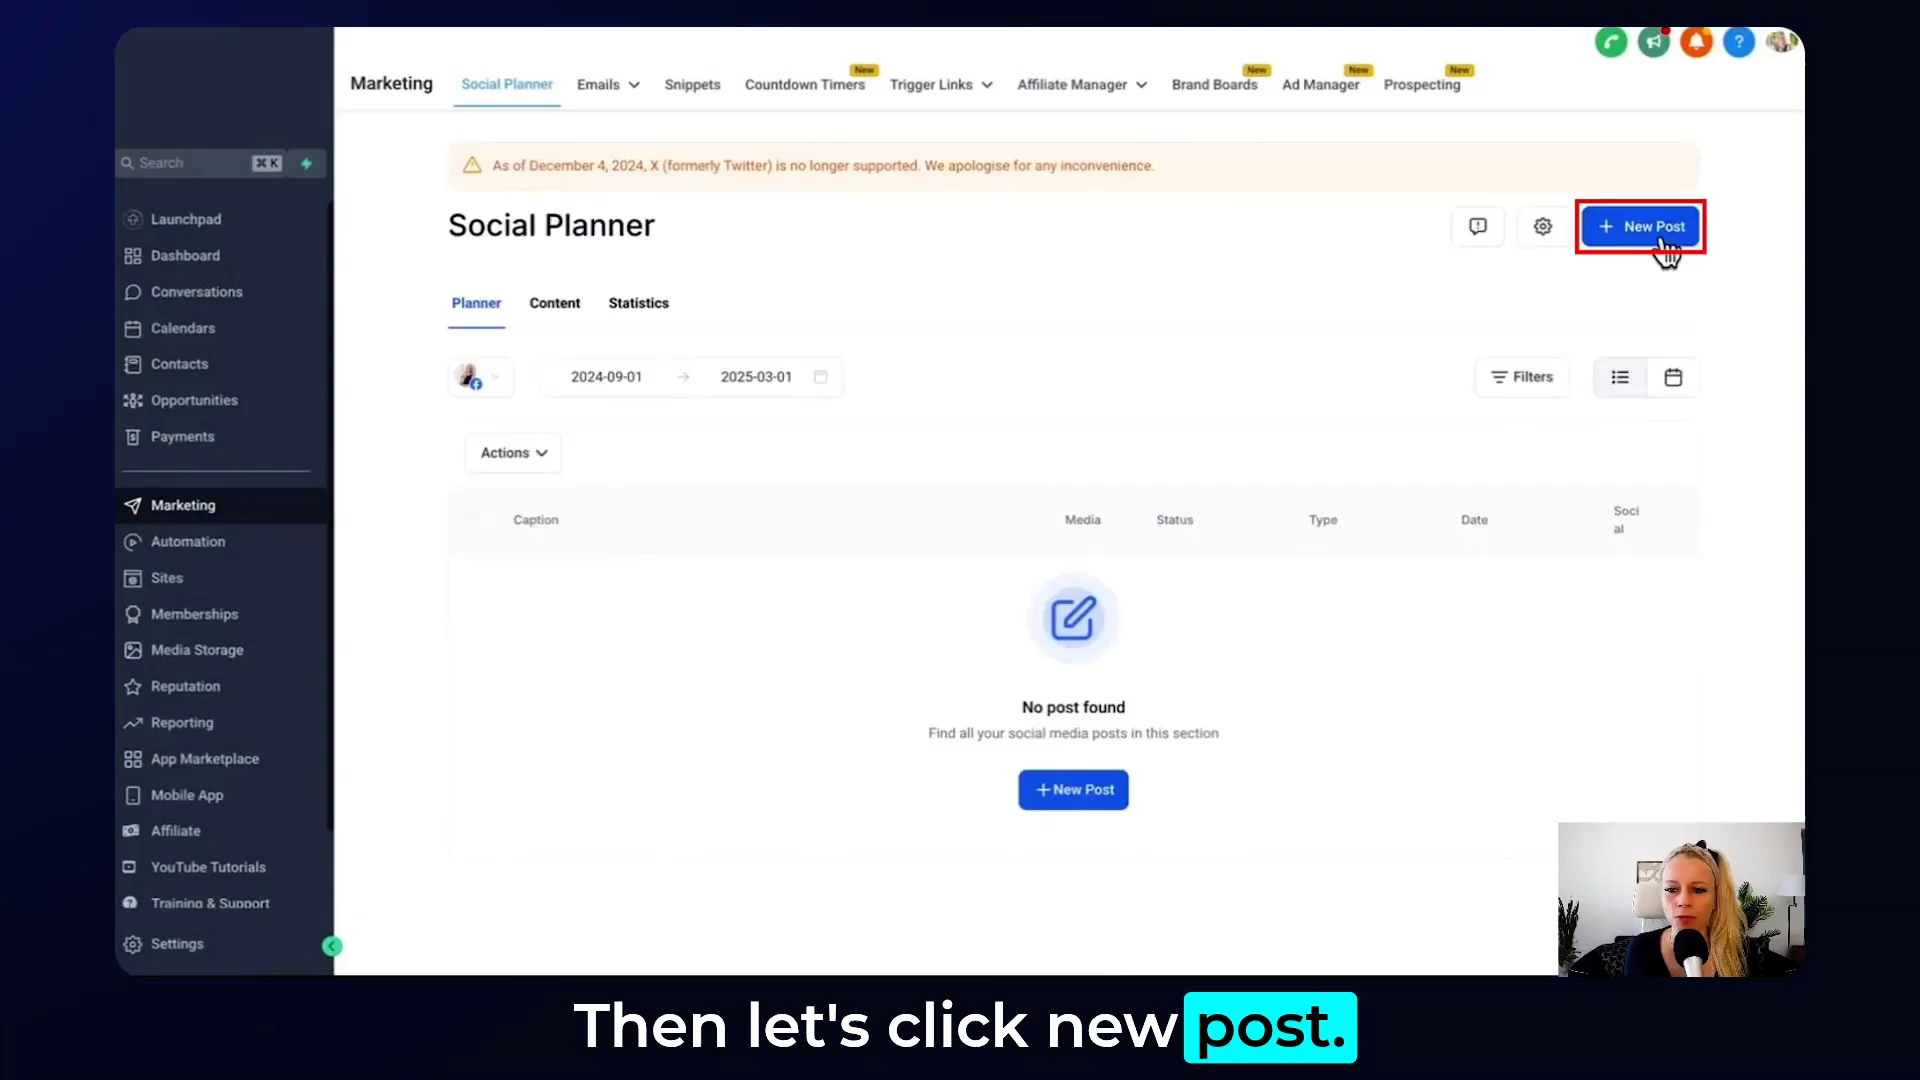 Marketing
Social Planner
Emails
Snippets
Countdown Timers
New
Trigger Links
Affiliate Manager
Brand Boards
New
Ad Manager
New
Prospecting
New
?
Search
⌘ K
Launchpad
Dashboard
Conversations
Calendars
Contacts
Opportunities
Payments
Marketing
Automation
Sites
Memberships
Media Storage
Reputation
Reporting
App Marketplace
Mobile App
Affiliate
YouTube Tutorials
Training & Support
Settings
As of December 4, 2024, X (formerly Twitter) is no longer supported. We apologise for any inconvenience.
Social Planner
+ New Post
Planner
Content
Statistics
2024-09-01 → 2025-03-01
Filters
Actions
Caption
Media
Status
Type
Date
Soci
al
No post found
Find all your social media posts in this section
+ New Post
Then let's click new post.